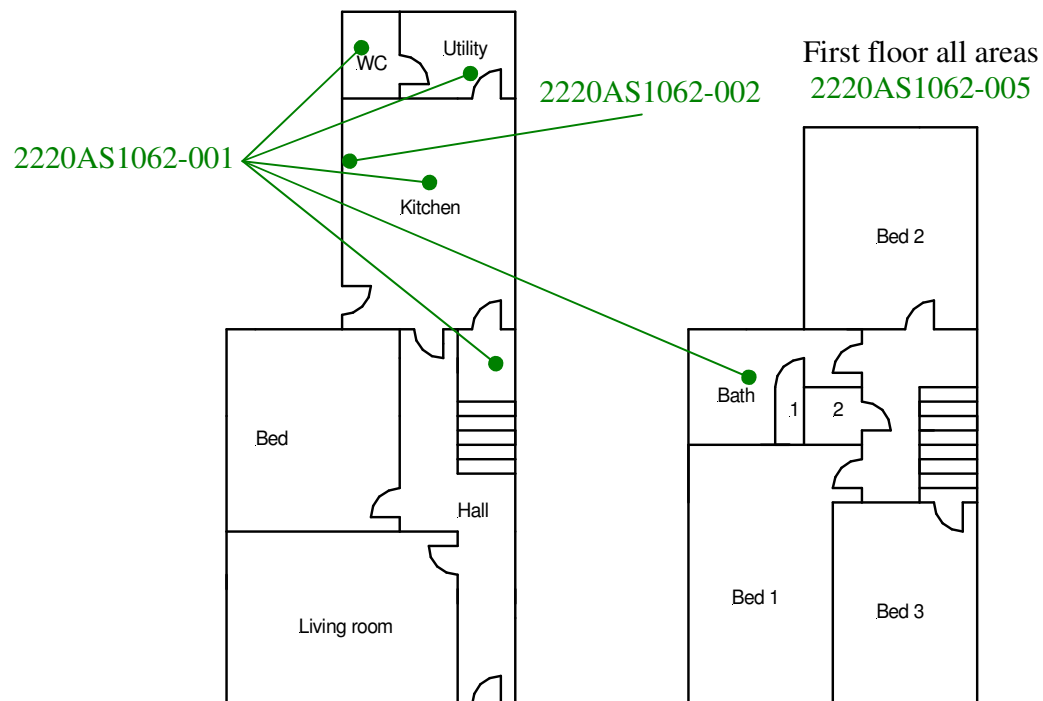 WC
Utility
First floor all areas
2220AS1062-002
2220AS1062-005
2220AS1062-001
Kitchen
Bed 2
Bath
1
2
Bed
Hall
Bed 1
Bed 3
Living room